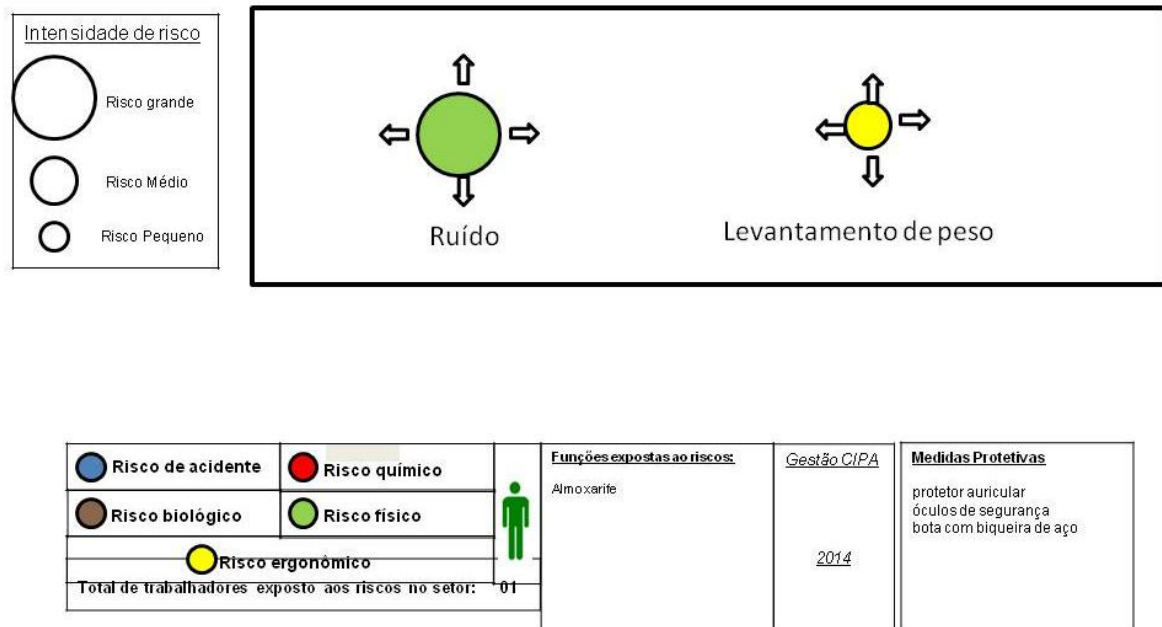 Intensidade de risco
Risco grande
Risco Médio
Risco Pequeno
Ruído
Levantamento de peso
Risco de acidente
Risco químico
Risco biológico
Risco físico
Risco ergonômico
Total de trabalhadores exposto aos riscos no setor: 01
Funções expostas ao riscos:
Almoxarife
Gestão CIPA
2014
Medidas Protetivas
protetor auricular
óculos de segurança
bota com biqueira de aço